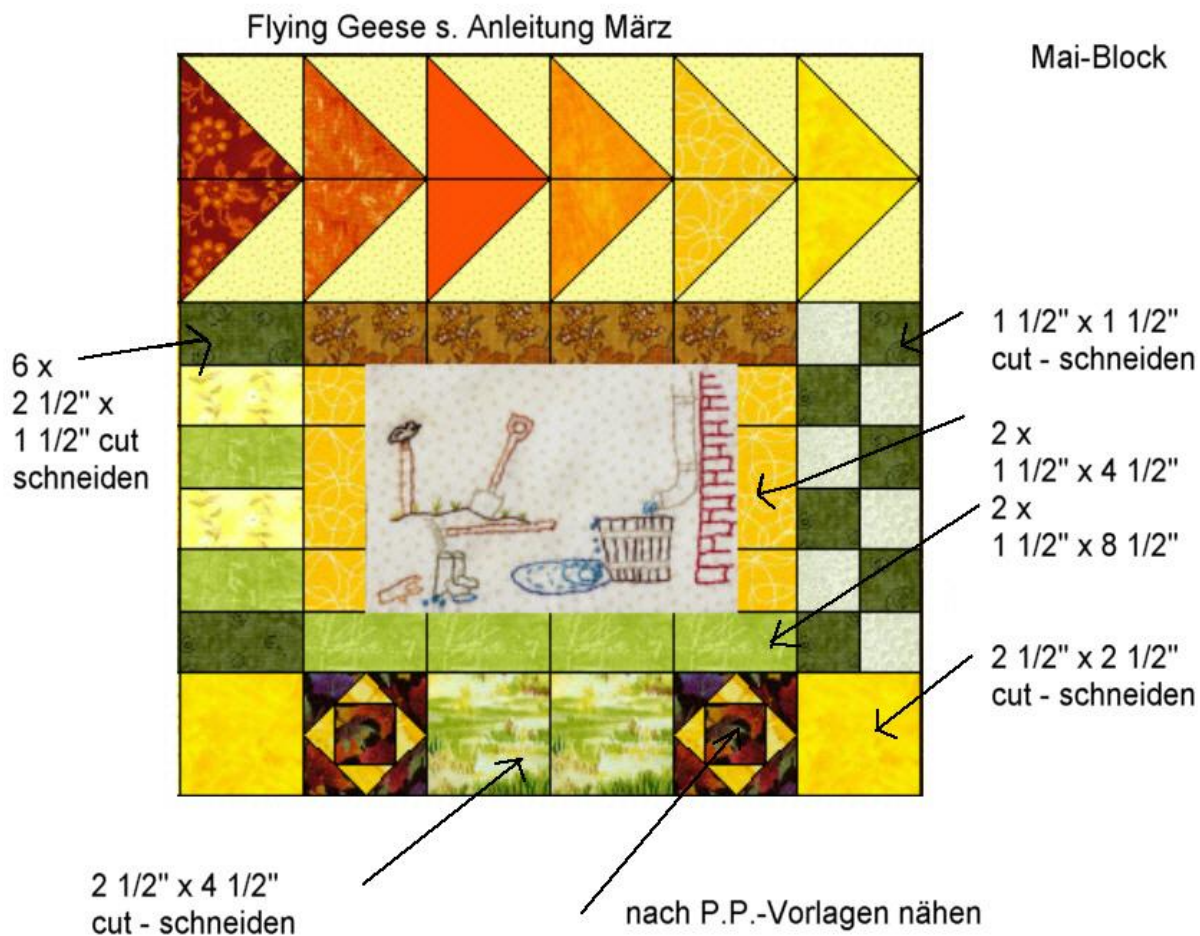 Flying Geese s. Anleitung März
Mai-Block
6 x
2 1/2" x
1 1/2" cut
schneiden
1 1/2" x 1 1/2"
cut - schneiden
2 x
1 1/2" x 4 1/2"
2 x
1 1/2" x 8 1/2"
2 1/2" x 2 1/2"
cut - schneiden
2 1/2" x 4 1/2"
cut - schneiden
nach P.P.-Vorlagen nähen